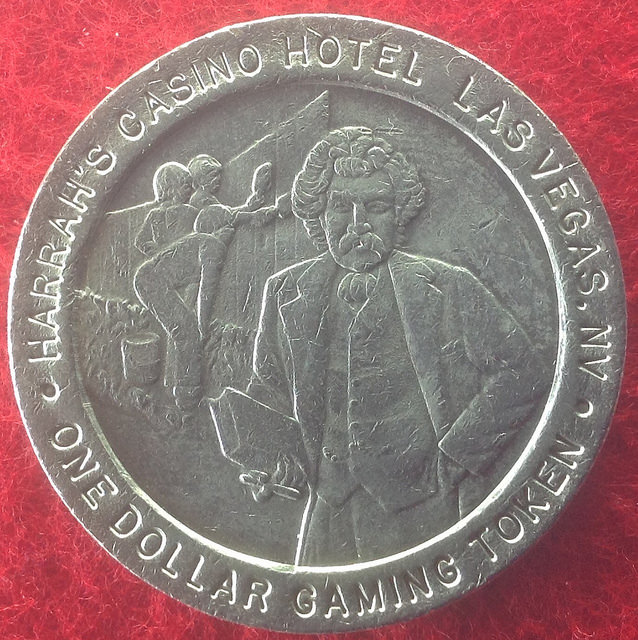 HARRAH'S CASINO HOTEL LAS VEGAS, NV
• ONE DOLLAR GAMING TOKEN •